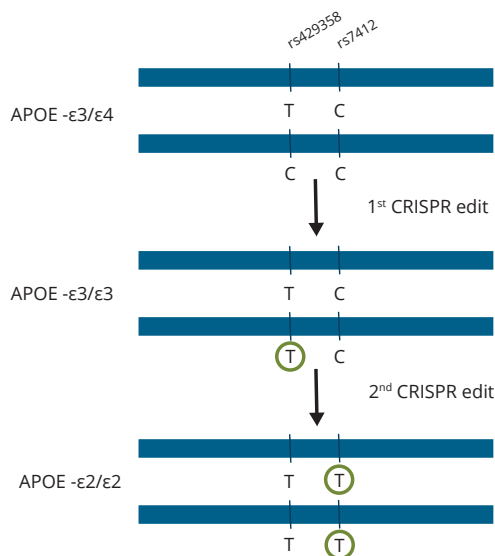 rs429358 rs7412
APOE -ε3/ε4
T C
C C
1st CRISPR edit
APOE -ε3/ε3
T C
T C
2nd CRISPR edit
APOE -ε2/ε2
T T
T T